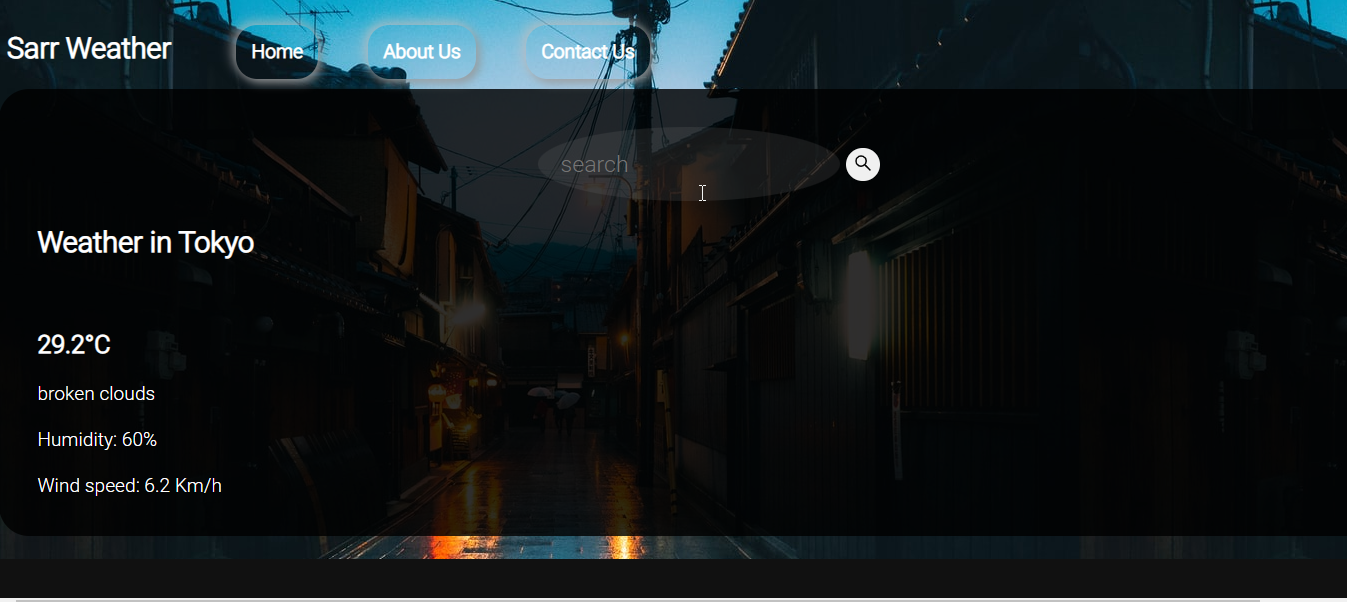 Sarr Weather Home About Us Contact Us
search
Weather in Tokyo
29.2°C
broken clouds
Humidity: 60%
Wind speed: 6.2 Km/h